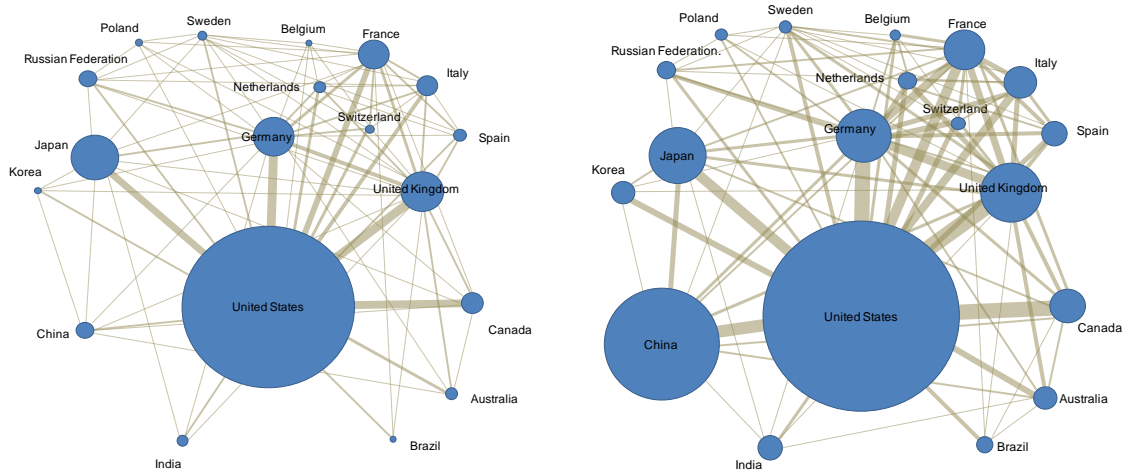 Sweden
Poland
Belgium
France
Russian Federation
Italy
Netherlands
Switzerland
Germany
Spain
Japan
Korea
United Kingdom
United States
China
Canada
Australia
Brazil
India
Sweden
Poland
Belgium
France
Russian Federation.
Italy
Netherlands
Switzerland
Germany
Spain
Japan
Korea
United Kingdom
United States
China
Canada
Australia
Brazil
India